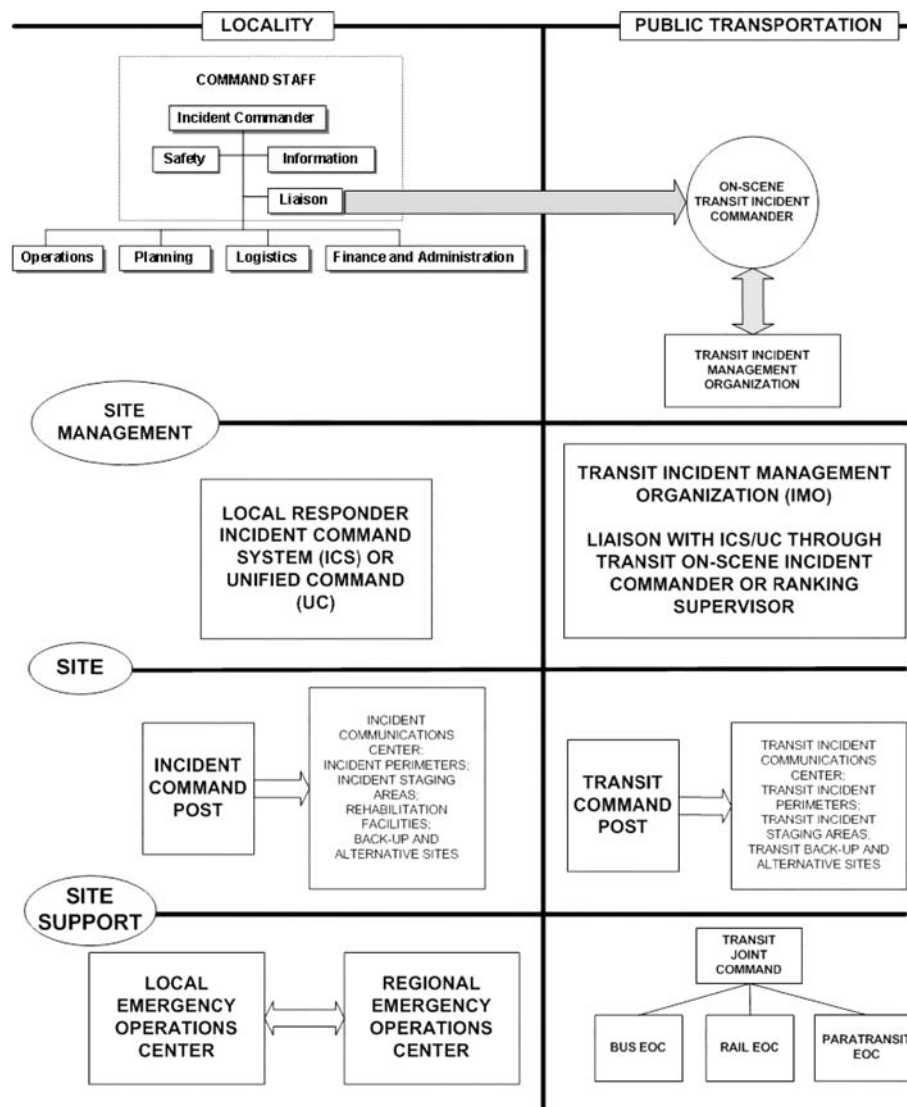 LOCALITY
PUBLIC TRANSPORTATION
COMMAND STAFF
Incident Commander
Safety
Information
Liaison
Operations
Planning
Logistics
Finance and Administration
ON-SCENE
TRANSIT INCIDENT
COMMANDER
TRANSIT INCIDENT
MANAGEMENT
ORGANIZATION
SITE
MANAGEMENT
LOCAL RESPONDER
INCIDENT COMMAND
SYSTEM (ICS) OR
UNIFIED COMMAND
(UC)
TRANSIT INCIDENT MANAGEMENT
ORGANIZATION (IMO)
LIAISON WITH ICS/UC THROUGH
TRANSIT ON-SCENE INCIDENT
COMMANDER OR RANKING
SUPERVISOR
SITE
INCIDENT
COMMAND
POST
INCIDENT
COMMUNICATIONS
CENTER;
INCIDENT PERIMETERS;
INCIDENT STAGING
AREAS;
REHABILITATION
FACILITIES;
BACK-UP AND
ALTERNATIVE SITES
TRANSIT
COMMAND
POST
TRANSIT INCIDENT
COMMUNICATIONS
CENTER;
TRANSIT INCIDENT
PERIMETERS;
TRANSIT INCIDENT
STAGING AREAS;
TRANSIT BACK-UP AND
ALTERNATIVE SITES
SITE
SUPPORT
LOCAL
EMERGENCY
OPERATIONS
CENTER
REGIONAL
EMERGENCY
OPERATIONS
CENTER
TRANSIT
JOINT
COMMAND
BUS EOC
RAIL EOC
PARATRANSIT
EOC